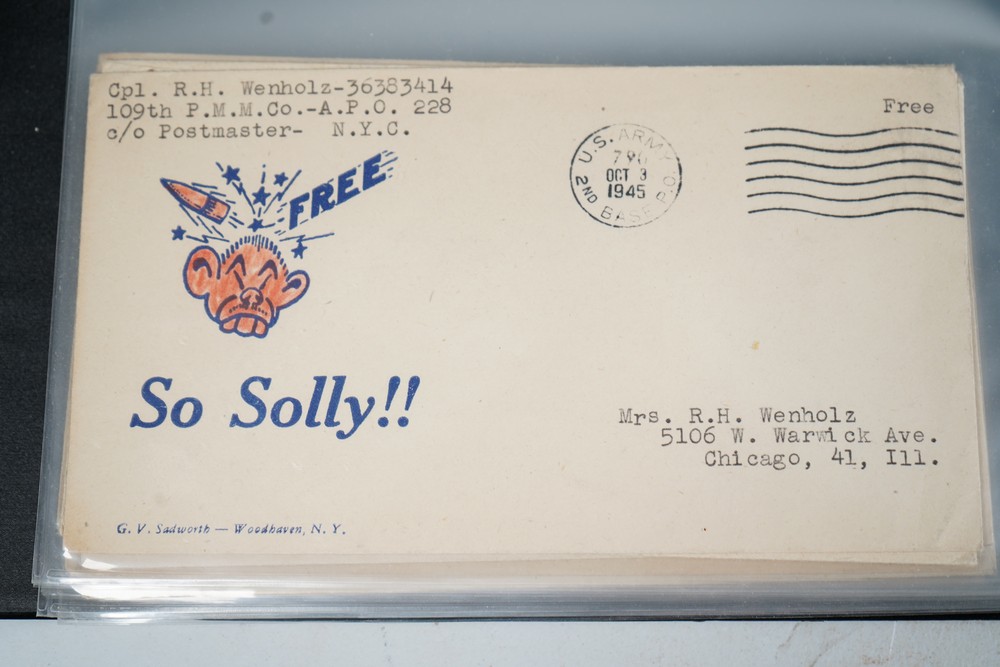 Cpl. R.H. Wenholz-36383414
109th P.M.M.Co.-A.P.O. 228
c/o Postmaster- N.Y.C.
Free
U.S. ARMY
790
OCT 3
1945
2ND BASE P.O.
FREE
So Solly!!
Mrs. R.H. Wenholz
5106 W. Warwick Ave.
Chicago, 41, Ill.
G. V. Sadworth — Woodhaven, N. Y.